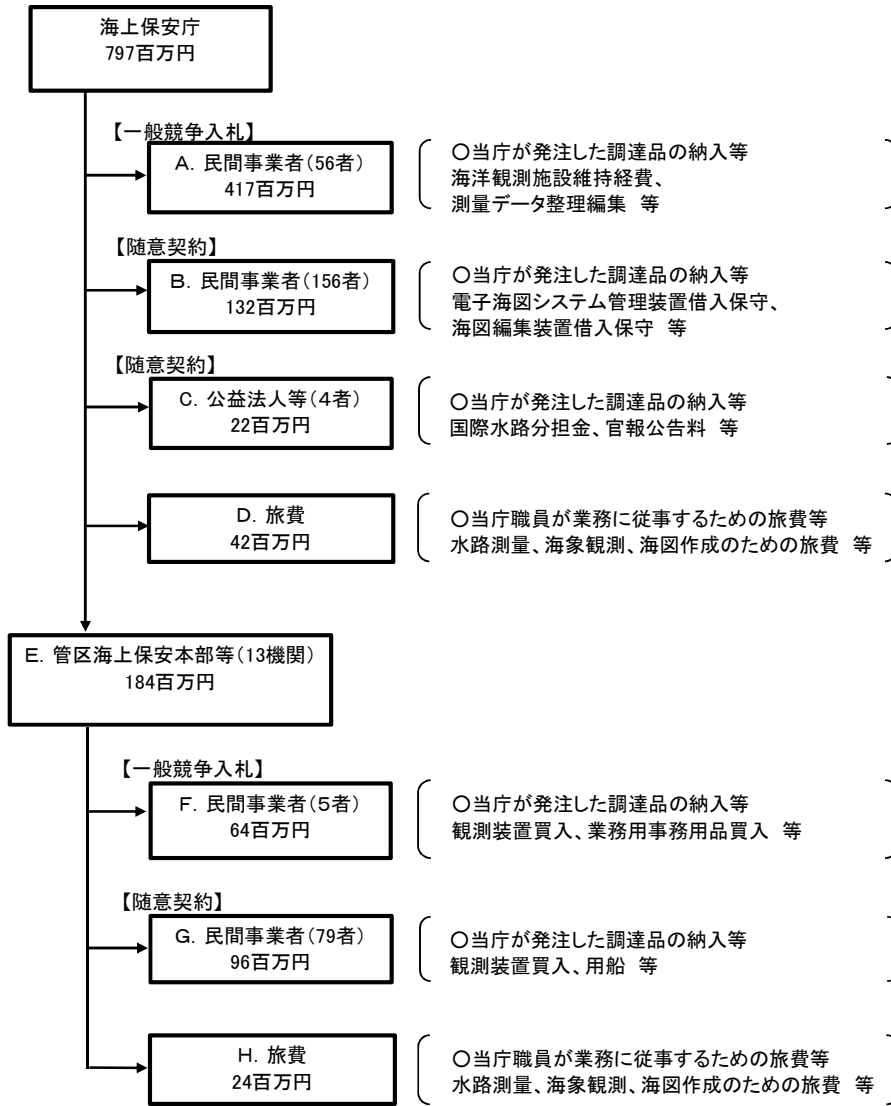 海上保安庁
797百万円
【一般競争入札】
A．民間事業者（56者）
417百万円
○当庁が発注した調達品の納入等
海洋観測施設維持経費、
測量データ整理編集　等
【随意契約】
B．民間事業者（156者）
132百万円
○当庁が発注した調達品の納入等
電子海図システム管理装置借入保守、
海図編集装置借入保守　等
【随意契約】
C．公益法人等（４者）
22百万円
○当庁が発注した調達品の納入等
国際水路分担金、官報公告料　等
D．旅費
42百万円
○当庁職員が業務に従事するための旅費等
水路測量、海象観測、海図作成のための旅費　等
E．管区海上保安本部等（13機関）
184百万円
【一般競争入札】
F．民間事業者（５者）
64百万円
○当庁が発注した調達品の納入等
観測装置買入、業務用事務用品買入　等
【随意契約】
G．民間事業者（79者）
96百万円
○当庁が発注した調達品の納入等
観測装置買入、用船　等
H．旅費
24百万円
○当庁職員が業務に従事するための旅費等
水路測量、海象観測、海図作成のための旅費　等